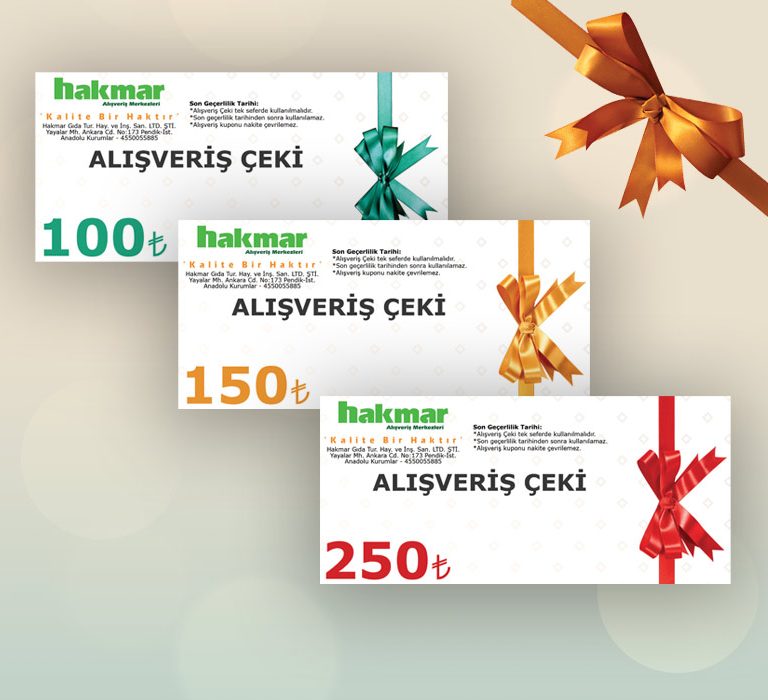 hakmar
Alışveriş Merkezleri
'Kalite Bir Haktır'
Hakmar Gıda Tur. Hay. ve İnş. San. LTD. ŞTİ.
Yayalar Mh. Ankara Cd. No:173 Pendik-İst.
Anadolu Kurumlar - 4550055885
Son Geçerlilik Tarihi:
*Alışveriş Çeki tek seferde kullanılmalıdır.
*Son geçerlilik tarihinden sonra kullanılamaz.
*Alışveriş kuponu nakite çevrilemez.
ALIŞVERİŞ ÇEKİ
100₺
hakmar
Alışveriş Merkezleri
'Kalite Bir Haktır'
Hakmar Gıda Tur. Hay. ve İnş. San. LTD. ŞTİ.
Yayalar Mh. Ankara Cd. No:173 Pendik-İst.
Anadolu Kurumlar - 4550055885
Son Geçerlilik Tarihi:
*Alışveriş Çeki tek seferde kullanılmalıdır.
*Son geçerlilik tarihinden sonra kullanılamaz.
*Alışveriş kuponu nakite çevrilemez.
ALIŞVERİŞ ÇEKİ
150₺
hakmar
Alışveriş Merkezleri
'Kalite Bir Haktır'
Hakmar Gıda Tur. Hay. ve İnş. San. LTD. ŞTİ.
Yayalar Mh. Ankara Cd. No:173 Pendik-İst.
Anadolu Kurumlar - 4550055885
Son Geçerlilik Tarihi:
*Alışveriş Çeki tek seferde kullanılmalıdır.
*Son geçerlilik tarihinden sonra kullanılamaz.
*Alışveriş kuponu nakite çevrilemez.
ALIŞVERİŞ ÇEKİ
250₺